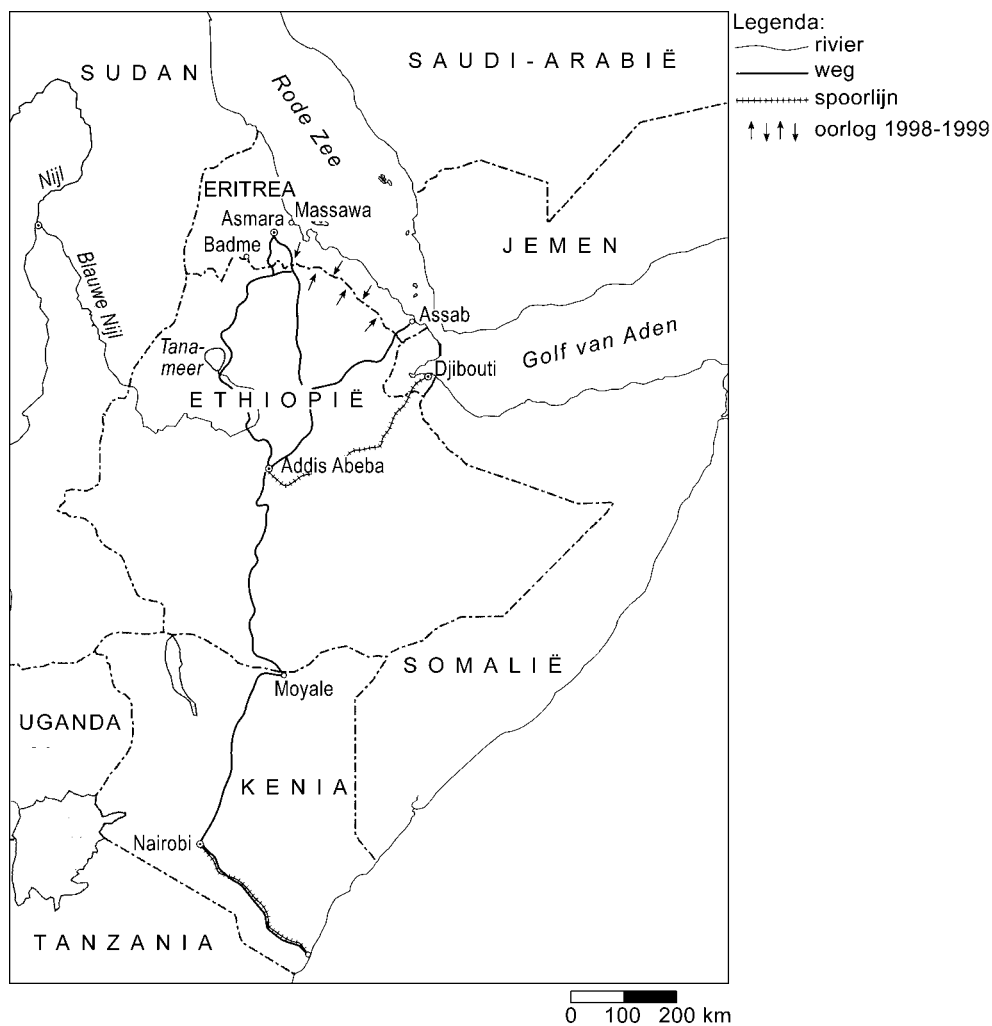 Legenda:
rivier
weg
spoorlijn
oorlog 1998-1999
SAUDI-ARABIË
SUDAN
Rode Zee
Nijl
ERITREA
Massawa
Asmara
Badme
JEMEN
Blauwe Nijl
Assab
Golf van Aden
Tana-
meer
Djibouti
ETHIOPIË
Addis Abeba
SOMALIË
Moyale
UGANDA
KENIA
Nairobi
TANZANIA
0 100 200 km